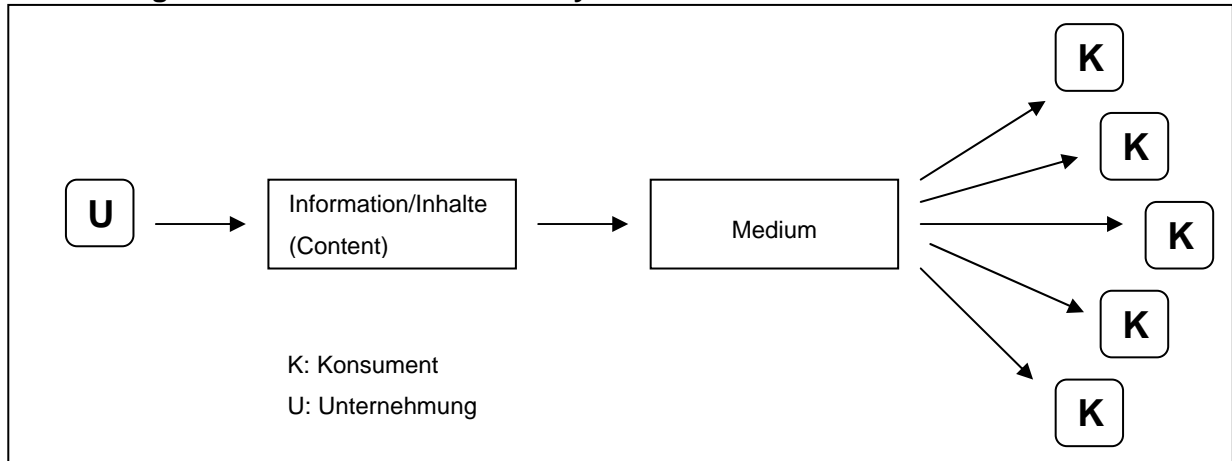 K
K
U
Information/Inhalte
(Content)
Medium
K
K
K: Konsument
U: Unternehmung
K